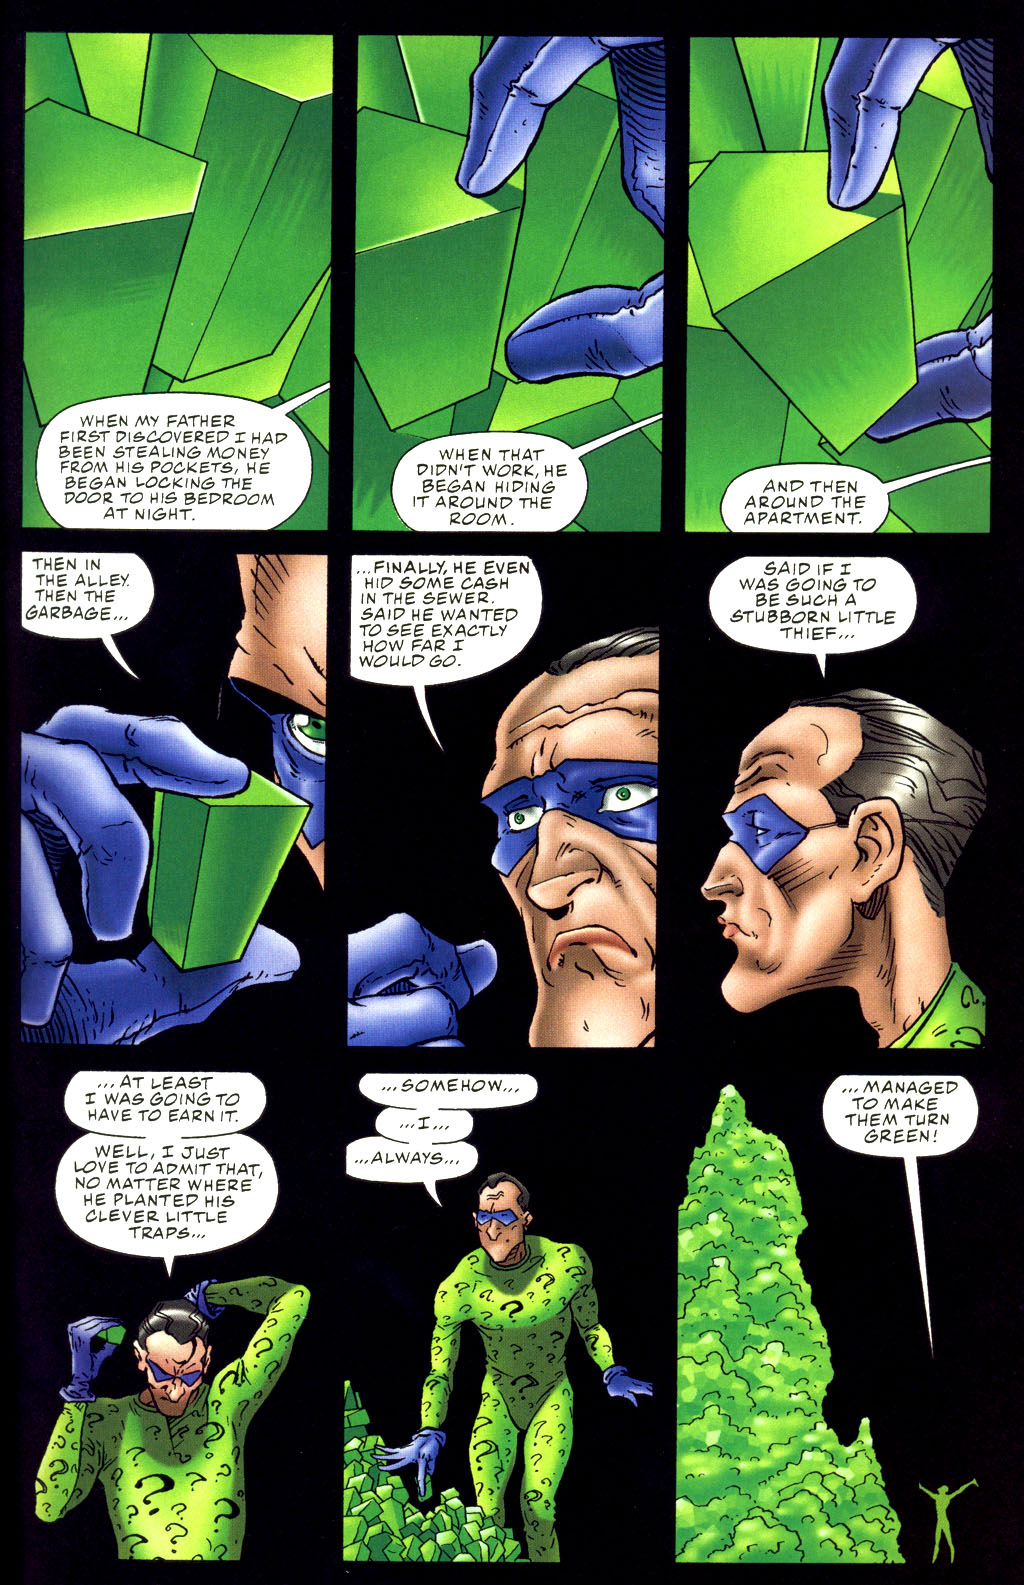 WHEN MY FATHER
FIRST DISCOVERED I HAD
BEEN STEALING MONEY
FROM HIS POCKETS, HE
BEGAN LOCKING THE
DOOR TO HIS BEDROOM
AT NIGHT.
WHEN THAT
DIDN'T WORK, HE
BEGAN HIDING
IT AROUND THE
ROOM.
AND THEN
AROUND THE
APARTMENT.
THEN IN
THE ALLEY.
THEN THE
GARBAGE...
...FINALLY, HE EVEN
HID SOME CASH
IN THE SEWER.
SAID HE WANTED
TO SEE EXACTLY
HOW FAR I
WOULD GO.
SAID IF I
WAS GOING TO
BE SUCH A
STUBBORN LITTLE
THIEF...
...AT LEAST
I WAS GOING TO
HAVE TO EARN IT.
WELL, I JUST
LOVE TO ADMIT THAT,
NO MATTER WHERE
HE PLANTED HIS
CLEVER LITTLE
TRAPS...
...SOMEHOW...
...I...
...ALWAYS...
...MANAGED
TO MAKE
THEM TURN
GREEN!